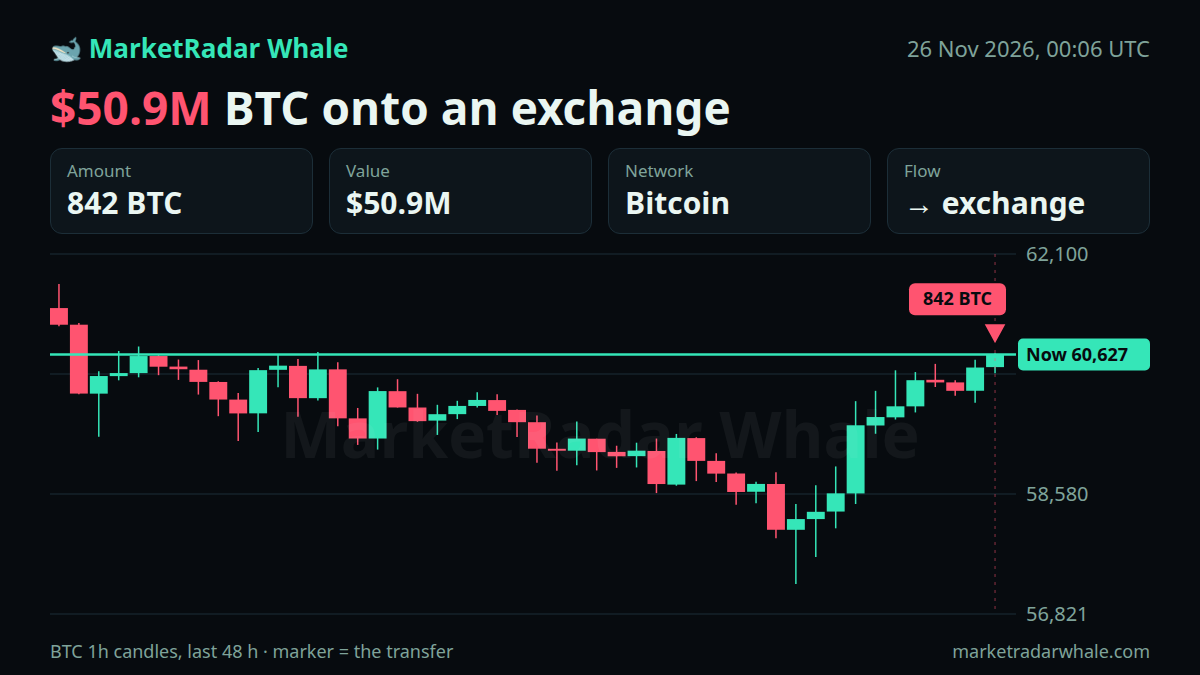 🐋 MarketRadar Whale
26 Nov 2026, 00:06 UTC
$50.9M BTC onto an exchange
Amount
842 BTC
Value
$50.9M
Network
Bitcoin
Flow
→ exchange
62,100
842 BTC
Now 60,627
MarketRadar Whale
58,580
56,821
BTC 1h candles, last 48 h · marker = the transfer
marketradarwhale.com